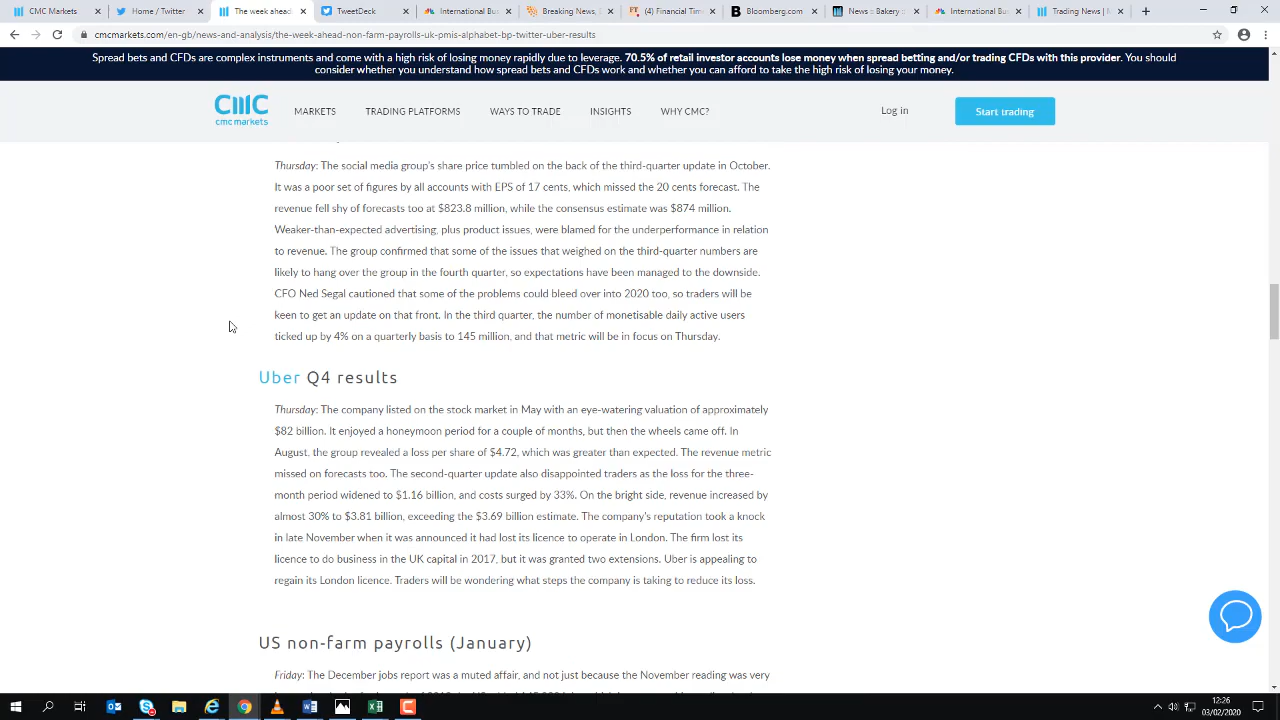 CMC Markets
Home / Twitter
The week ahead
TweetDeck
International Bu
Breaking News,
(4) Financial Tim
Bloomberg.com
News :: Bakery
International Bu
Trading News |
cmcmarkets.com/en-gb/news-and-analysis/the-week-ahead-non-farm-payrolls-uk-pmis-alphabet-bp-twitter-uber-results
Spread bets and CFDs are complex instruments and come with a high risk of losing money rapidly due to leverage. 70.5% of retail investor accounts lose money when spread betting and/or trading CFDs with this provider. You should
consider whether you understand how spread bets and CFDs work and whether you can afford to take the high risk of losing your money.
cmc
cmc markets
MARKETS
TRADING PLATFORMS
WAYS TO TRADE
INSIGHTS
WHY CMC?
Log in
Start trading
Thursday: The social media group's share price tumbled on the back of the third-quarter update in October.
It was a poor set of figures by all accounts with EPS of 17 cents, which missed the 20 cents forecast. The
revenue fell shy of forecasts too at $823.8 million, while the consensus estimate was $874 million.
Weaker-than-expected advertising, plus product issues, were blamed for the underperformance in relation
to revenue. The group confirmed that some of the issues that weighed on the third-quarter numbers are
likely to hang over the group in the fourth quarter, so expectations have been managed to the downside.
CFO Ned Segal cautioned that some of the problems could bleed over into 2020 too, so traders will be
keen to get an update on that front. In the third quarter, the number of monetisable daily active users
ticked up by 4% on a quarterly basis to 145 million, and that metric will be in focus on Thursday.
Uber Q4 results
Thursday: The company listed on the stock market in May with an eye-watering valuation of approximately
$82 billion. It enjoyed a honeymoon period for a couple of months, but then the wheels came off. In
August, the group revealed a loss per share of $4.72, which was greater than expected. The revenue metric
missed on forecasts too. The second-quarter update also disappointed traders as the loss for the three-
month period widened to $1.16 billion, and costs surged by 33%. On the bright side, revenue increased by
almost 30% to $3.81 billion, exceeding the $3.69 billion estimate. The company's reputation took a knock
in late November when it was announced it had lost its licence to operate in London. The firm lost its
licence to do business in the UK capital in 2017, but it was granted two extensions. Uber is appealing to
regain its London licence. Traders will be wondering what steps the company is taking to reduce its loss.
US non-farm payrolls (January)
Friday: The December jobs report was a muted affair, and not just because the November reading was very
12:26
03/02/2020